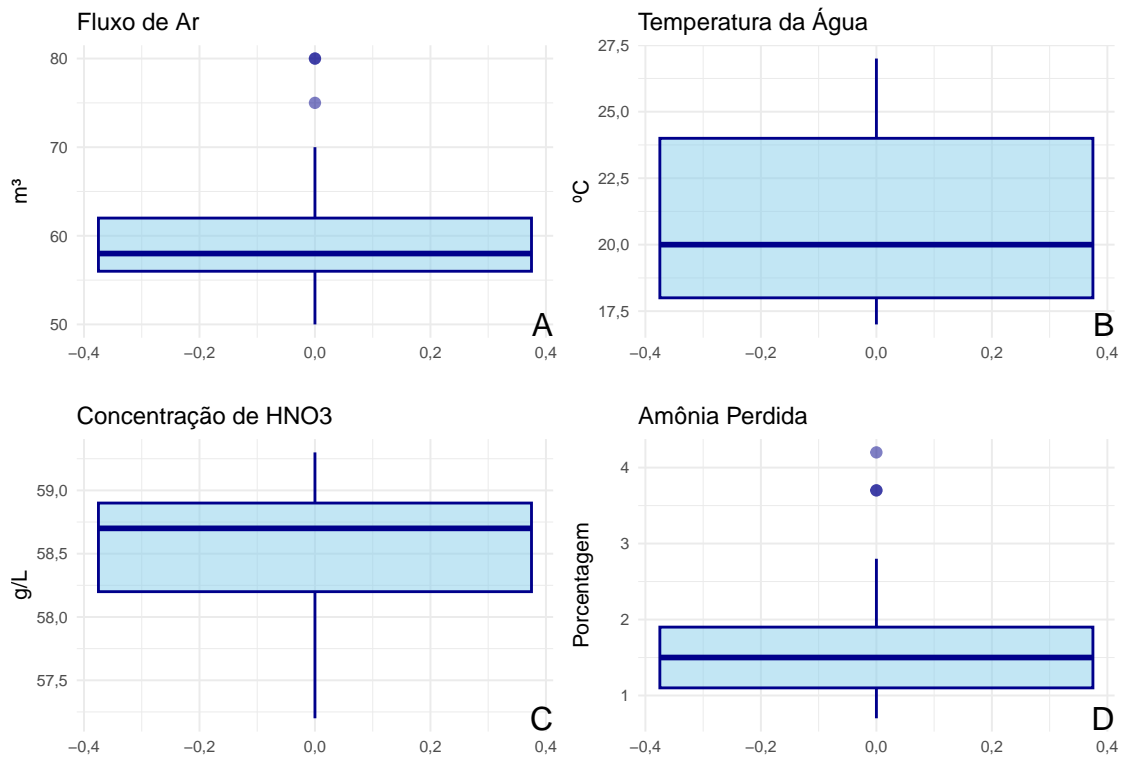 Fluxo de Ar
m³
80
70
60
50
−0,4 −0,2 0,0 0,2 0,4
A
Temperatura da Água
ºC
27,5
25,0
22,5
20,0
17,5
−0,4 −0,2 0,0 0,2 0,4
B
Concentração de HNO3
g/L
59,0
58,5
58,0
57,5
−0,4 −0,2 0,0 0,2 0,4
C
Amônia Perdida
Porcentagem
4
3
2
1
−0,4 −0,2 0,0 0,2 0,4
D